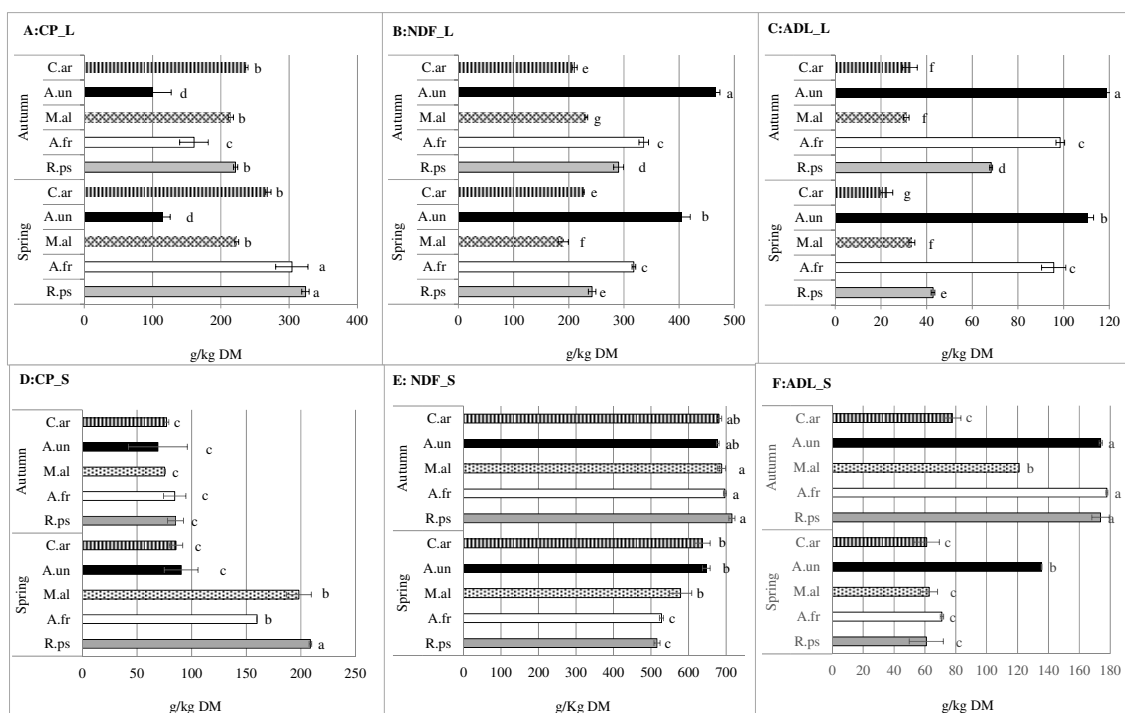 A:CP_L
Autumn
C.ar
b
A.un
d
M.al
b
A.fr
c
R.ps
b
Spring
C.ar
b
A.un
d
M.al
b
A.fr
a
R.ps
a
0 100 200 300 400
g/kg DM
B:NDF_L
Autumn
C.ar
e
A.un
a
M.al
g
A.fr
c
R.ps
d
Spring
C.ar
e
A.un
b
M.al
f
A.fr
c
R.ps
e
0 100 200 300 400 500
g/kg DM
C:ADL_L
Autumn
C.ar
f
A.un
a
M.al
f
A.fr
c
R.ps
d
Spring
C.ar
g
A.un
b
M.al
f
A.fr
c
R.ps
e
0 20 40 60 80 100 120
g/kg DM
D:CP_S
Autumn
C.ar
c
A.un
c
M.al
c
A.fr
c
R.ps
c
Spring
C.ar
c
A.un
c
M.al
b
A.fr
b
R.ps
a
0 50 100 150 200 250
g/kg DM
E: NDF_S
Autumn
C.ar
ab
A.un
ab
M.al
a
A.fr
a
R.ps
a
Spring
C.ar
b
A.un
b
M.al
b
A.fr
c
R.ps
c
0 100 200 300 400 500 600 700
g/Kg DM
F:ADL_S
Autumn
C.ar
c
A.un
a
M.al
b
A.fr
a
R.ps
a
Spring
C.ar
c
A.un
b
M.al
c
A.fr
c
R.ps
c
0 20 40 60 80 100 120 140 160 180
g/kg DM